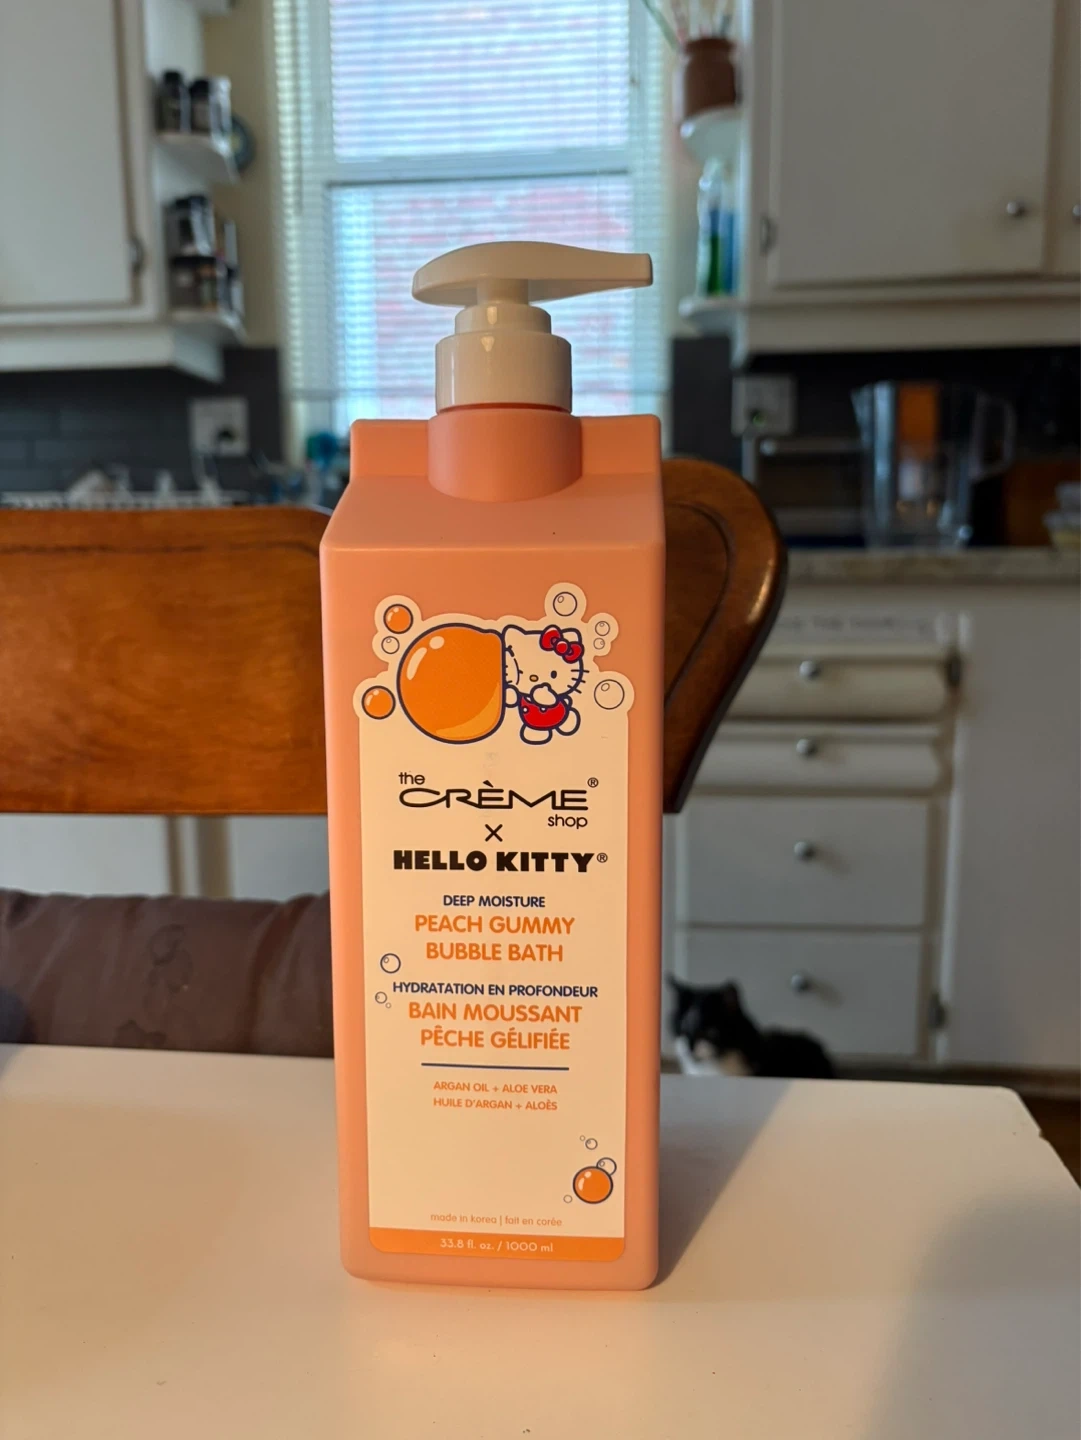 the
CRÈME®
shop
X
HELLO KITTY®
DEEP MOISTURE
PEACH GUMMY
BUBBLE BATH
HYDRATATION EN PROFONDEUR
BAIN MOUSSANT
PÊCHE GÉLIFIÉE
ARGAN OIL + ALOE VERA
HUILE D'ARGAN + ALOÈS
made in korea | fait en corée
33.8 fl. oz. / 1000 ml